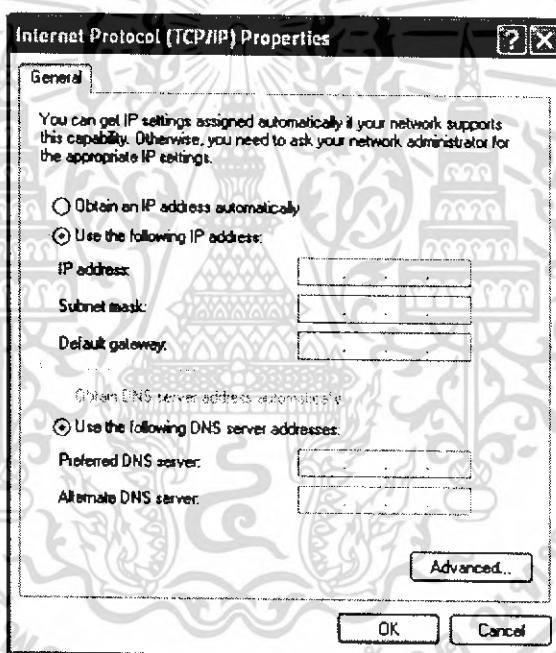 Internet Protocol (TCP/IP) Properties
General
You can get IP settings assigned automatically if your network supports
this capability. Otherwise, you need to ask your network administrator for
the appropriate IP settings.
Obtain an IP address automatically
Use the following IP address:
IP address:
Subnet mask:
Default gateway:
Obtain DNS server address automatically
Use the following DNS server addresses:
Preferred DNS server:
Alternate DNS server:
Advanced...
OK
Cancel